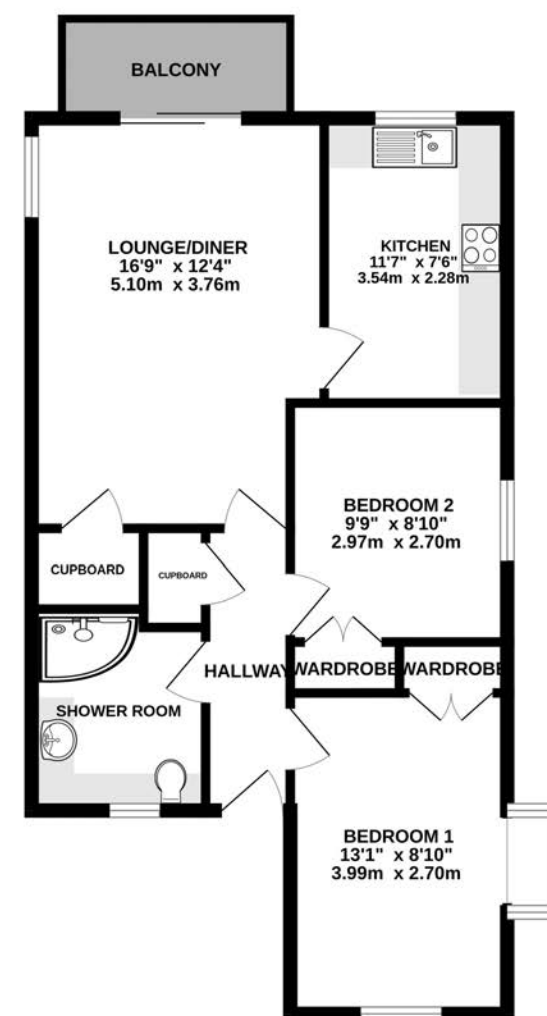 BALCONY
LOUNGE/DINER
16'9" x 12'4"
5.10m x 3.76m
KITCHEN
11'7" x 7'6"
3.54m x 2.28m
BEDROOM 2
9'9" x 8'10"
2.97m x 2.70m
CUPBOARD
CUPBOARD
HALLWAY
WARDROBE
WARDROBE
SHOWER ROOM
BEDROOM 1
13'1" x 8'10"
3.99m x 2.70m